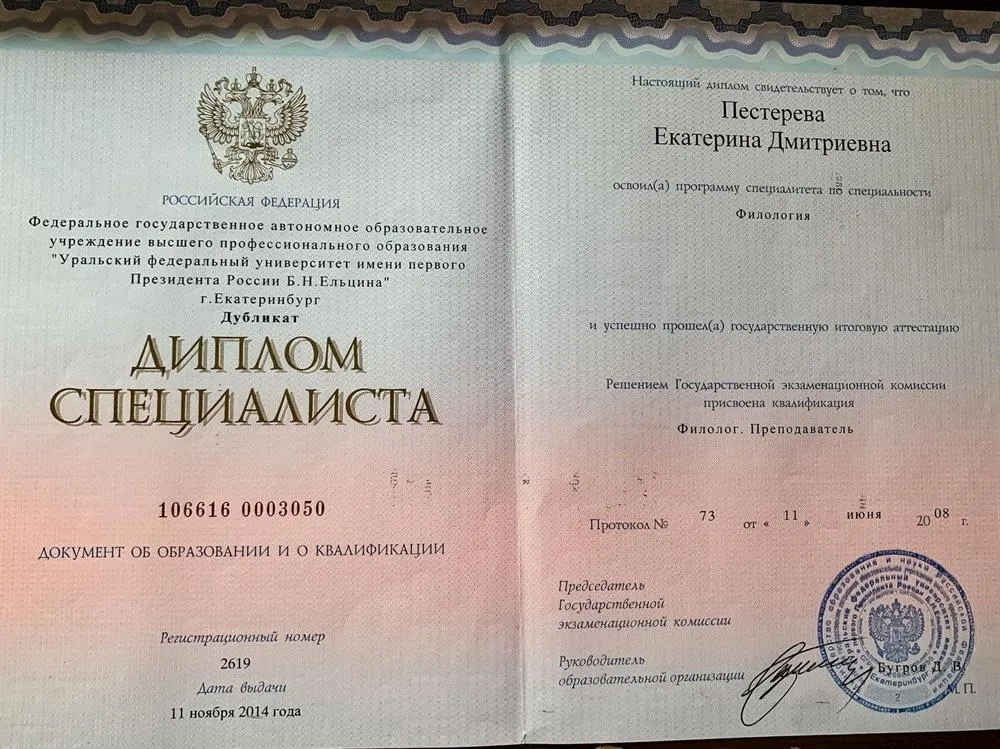 РОССИЙСКАЯ ФЕДЕРАЦИЯ
Федеральное государственное автономное образовательное
учреждение высшего профессионального образования
"Уральский федеральный университет имени первого
Президента России Б.Н.Ельцина"
г.Екатеринбург
Дубликат
ДИПЛОМ
СПЕЦИАЛИСТА
106616 0003050
ДОКУМЕНТ ОБ ОБРАЗОВАНИИ И О КВАЛИФИКАЦИИ
Регистрационный номер
2619
Дата выдачи
11 ноября 2014 года
Настоящий диплом свидетельствует о том, что
Пестерева
Екатерина Дмитриевна
освоил(а) программу специалитета по специальности
Филология
и успешно прошел(а) государственную итоговую аттестацию
Решением Государственной экзаменационной комиссии
присвоена квалификация
Филолог. Преподаватель
Протокол № 73 от « 11 » июня 2008 г.
Председатель
Государственной
экзаменационной комиссии
Руководитель
образовательной организации
Бугров Д. В.
М.П.